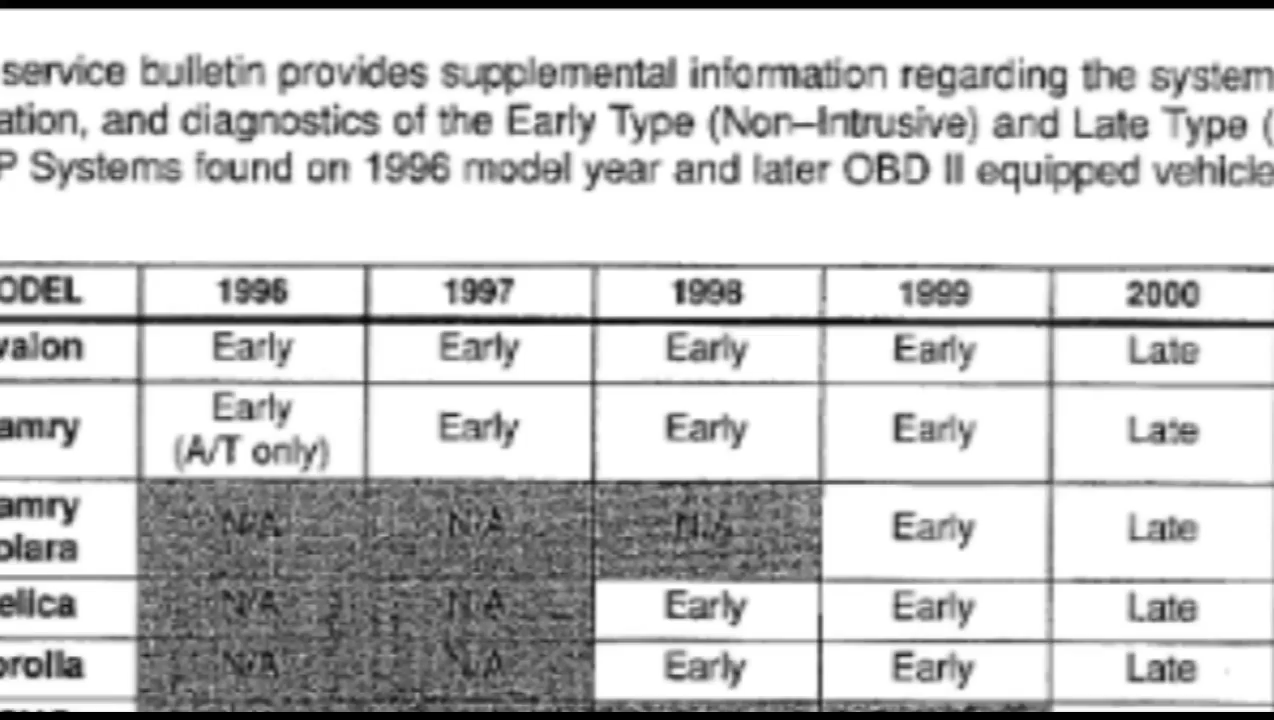 service bulletin provides supplemental information regarding the system
ation, and diagnostics of the Early Type (Non–Intrusive) and Late Type (
P Systems found on 1996 model year and later OBD II equipped vehicle
ODEL 1996 1997 1998 1999 2000
valon Early Early Early Early Late
amry Early (A/T only) Early Early Early Late
amry olara N/A N/A N/A Early Late
elica N/A N/A Early Early Late
orolla N/A N/A Early Early Late